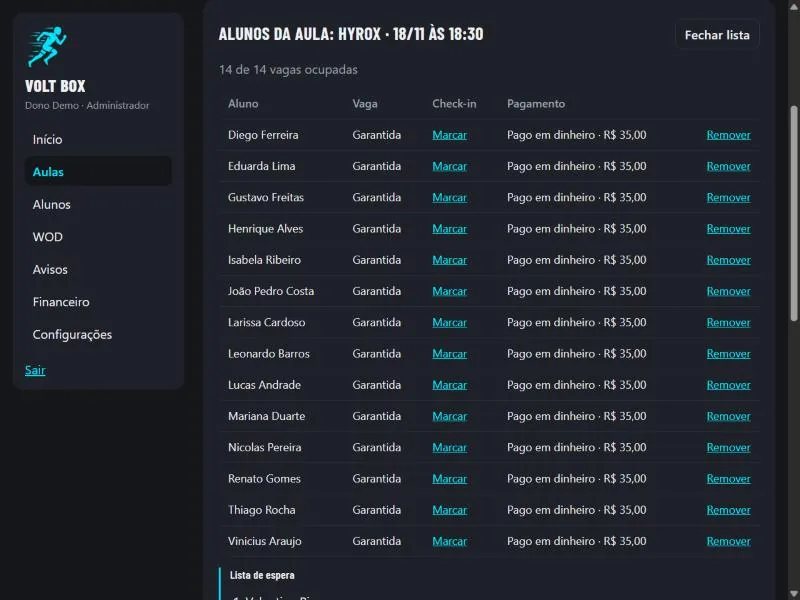 VOLT BOX
Dono Demo · Administrador
Início
Aulas
Alunos
WOD
Avisos
Financeiro
Configurações
Sair
ALUNOS DA AULA: HYROX · 18/11 ÀS 18:30
Fechar lista
14 de 14 vagas ocupadas
Aluno Vaga Check-in Pagamento
Diego Ferreira Garantida Marcar Pago em dinheiro · R$ 35,00 Remover
Eduarda Lima Garantida Marcar Pago em dinheiro · R$ 35,00 Remover
Gustavo Freitas Garantida Marcar Pago em dinheiro · R$ 35,00 Remover
Henrique Alves Garantida Marcar Pago em dinheiro · R$ 35,00 Remover
Isabela Ribeiro Garantida Marcar Pago em dinheiro · R$ 35,00 Remover
João Pedro Costa Garantida Marcar Pago em dinheiro · R$ 35,00 Remover
Larissa Cardoso Garantida Marcar Pago em dinheiro · R$ 35,00 Remover
Leonardo Barros Garantida Marcar Pago em dinheiro · R$ 35,00 Remover
Lucas Andrade Garantida Marcar Pago em dinheiro · R$ 35,00 Remover
Mariana Duarte Garantida Marcar Pago em dinheiro · R$ 35,00 Remover
Nicolas Pereira Garantida Marcar Pago em dinheiro · R$ 35,00 Remover
Renato Gomes Garantida Marcar Pago em dinheiro · R$ 35,00 Remover
Thiago Rocha Garantida Marcar Pago em dinheiro · R$ 35,00 Remover
Vinicius Araujo Garantida Marcar Pago em dinheiro · R$ 35,00 Remover
Lista de espera